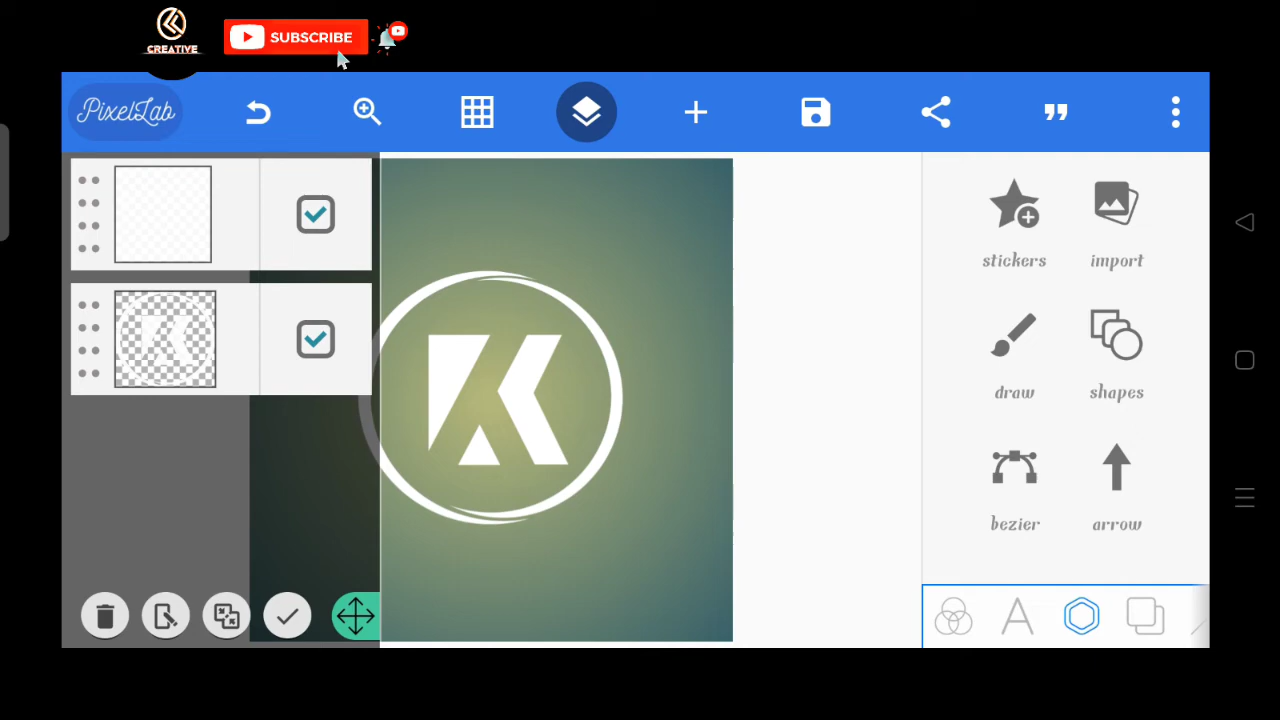 CREATIVE
SUBSCRIBE
PixelLab
stickers
import
draw
shapes
bezier
arrow